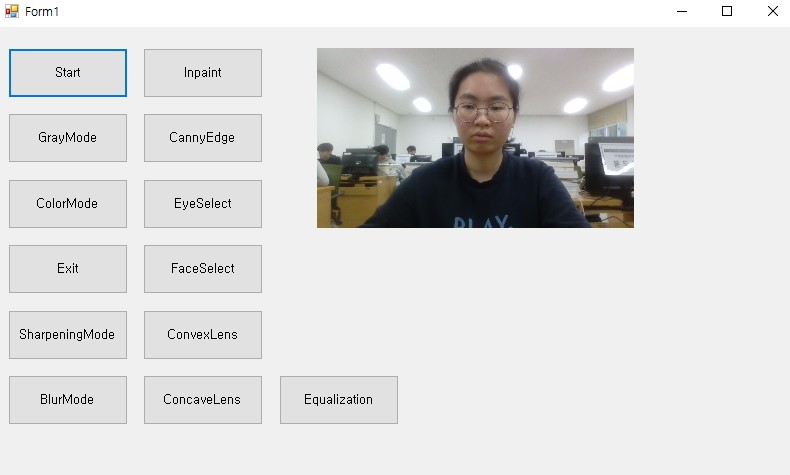 Form1
Start
Inpaint
GrayMode
CannyEdge
ColorMode
EyeSelect
Exit
FaceSelect
SharpeningMode
ConvexLens
BlurMode
ConcaveLens
Equalization
PLAY